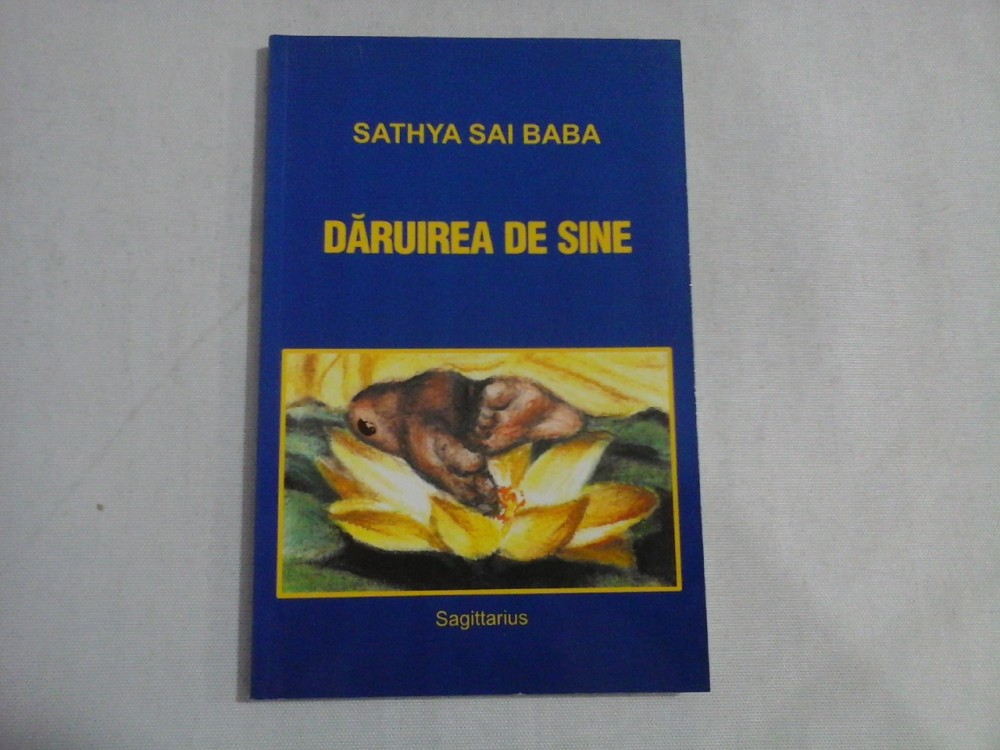 SATHYA SAI BABA
DĂRUIREA DE SINE
Sagittarius